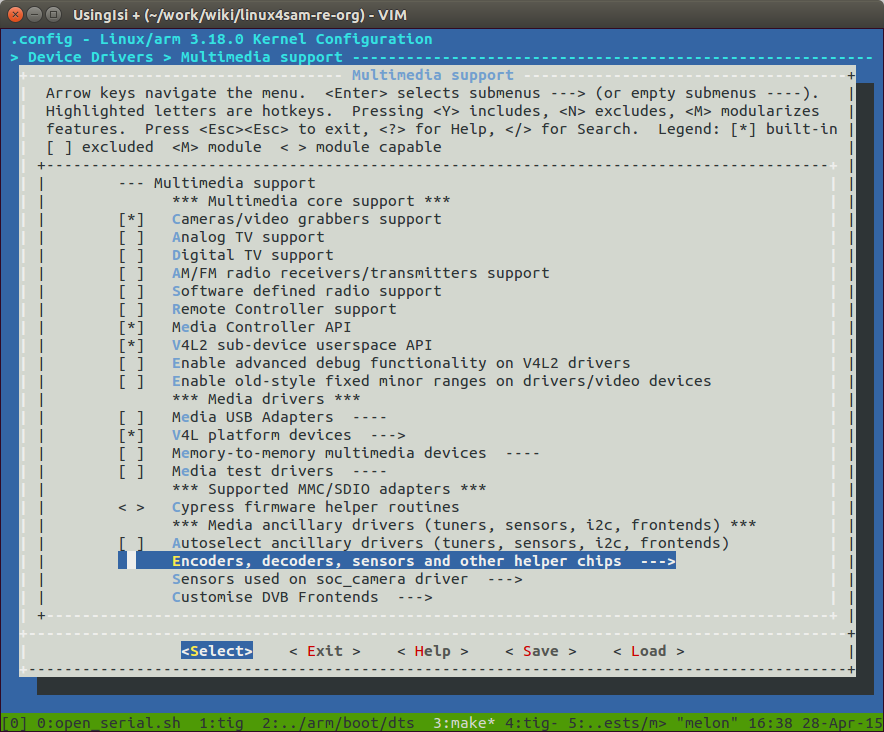 UsingIsi + (~/work/wiki/linux4sam-re-org) - VIM
.config - Linux/arm 3.18.0 Kernel Configuration
> Device Drivers > Multimedia support
Multimedia support
Arrow keys navigate the menu.  <Enter> selects submenus ---> (or empty submenus ----).
Highlighted letters are hotkeys.  Pressing <Y> includes, <N> excludes, <M> modularizes
features.  Press <Esc><Esc> to exit, <?> for Help, </> for Search.  Legend: [*] built-in
[ ] excluded  <M> module  < > module capable
--- Multimedia support
*** Multimedia core support ***
[*]   Cameras/video grabbers support
[ ]   Analog TV support
[ ]   Digital TV support
[ ]   AM/FM radio receivers/transmitters support
[ ]   Software defined radio support
[ ]   Remote Controller support
[*]   Media Controller API
[*]   V4L2 sub-device userspace API
[ ]   Enable advanced debug functionality on V4L2 drivers
[ ]   Enable old-style fixed minor ranges on drivers/video devices
*** Media drivers ***
[ ]   Media USB Adapters  ----
[*]   V4L platform devices  --->
[ ]   Memory-to-memory multimedia devices  ----
[ ]   Media test drivers  ----
*** Supported MMC/SDIO adapters ***
< >   Cypress firmware helper routines
*** Media ancillary drivers (tuners, sensors, i2c, frontends) ***
[ ]   Autoselect ancillary drivers (tuners, sensors, i2c, frontends)
Encoders, decoders, sensors and other helper chips  --->
Sensors used on soc_camera driver  --->
Customise DVB Frontends  --->
<Select>    < Exit >    < Help >    < Save >    < Load >
[0] 0:open_serial.sh  1:tig  2:../arm/boot/dts  3:make* 4:tig- 5:..ests/m> "melon" 16:38 28-Apr-15